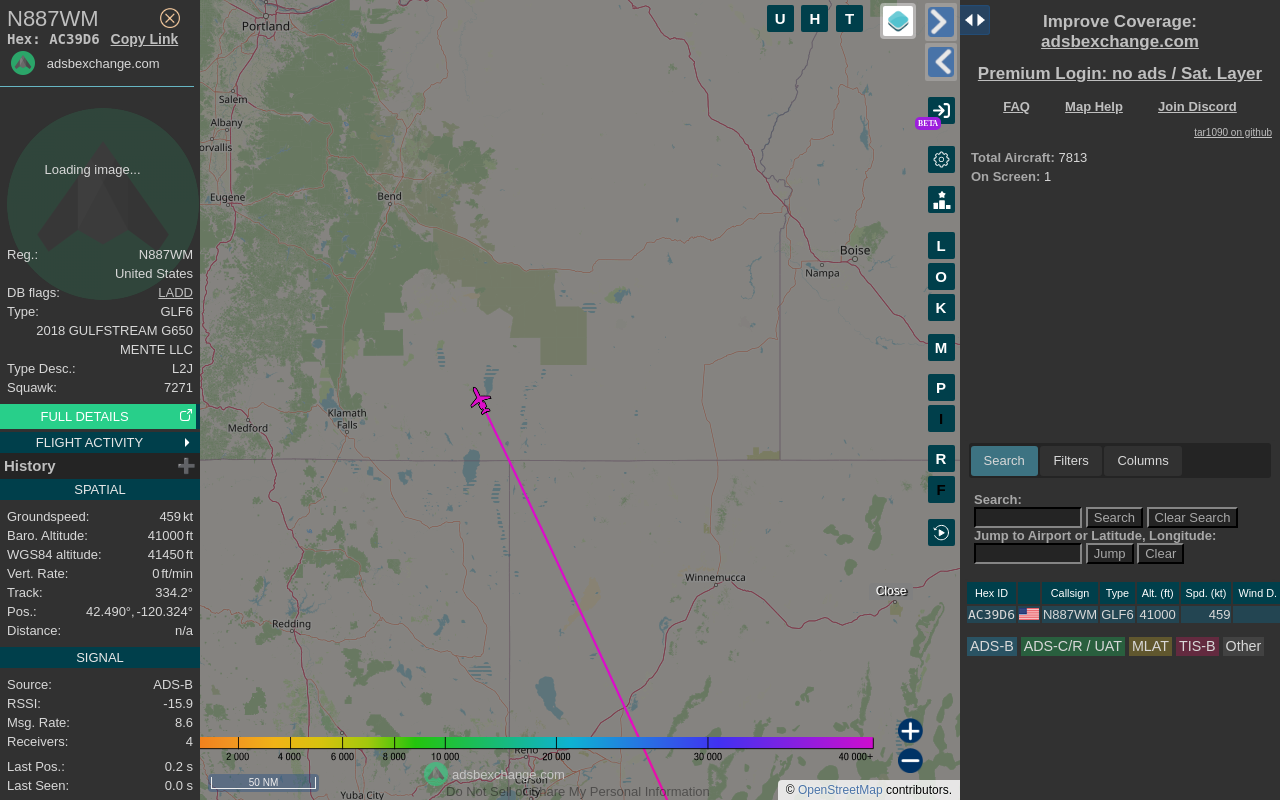 N887WM
Hex: AC39D6 Copy Link
adsbexchange.com
Loading image...
Reg.: N887WM
United States
DB flags: LADD
Type: GLF6
2018 GULFSTREAM G650
MENTE LLC
Type Desc.: L2J
Squawk: 7271
FULL DETAILS
FLIGHT ACTIVITY
History
SPATIAL
Groundspeed: 459 kt
Baro. Altitude: 41000 ft
WGS84 altitude: 41450 ft
Vert. Rate: 0 ft/min
Track: 334.2°
Pos.: 42.490°, -120.324°
Distance: n/a
SIGNAL
Source: ADS-B
RSSI: -15.9
Msg. Rate: 8.6
Receivers: 4
Last Pos.: 0.2 s
Last Seen: 0.0 s
Portland
Salem
Albany
orvallis
Eugene
Bend
Boise
Nampa
Medford
Klamath
Falls
Winnemucca
Redding
Reno
Carson
City
Yuba City
U H T
BETA
L
O
K
M
P
I
R
F
Close
2 000 4 000 6 000 8 000 10 000 20 000 30 000 40 000+
50 NM
adsbexchange.com
Do Not Sell or Share My Personal Information
© OpenStreetMap contributors.
Improve Coverage:
adsbexchange.com
Premium Login: no ads / Sat. Layer
FAQ Map Help Join Discord
tar1090 on github
Total Aircraft: 7813
On Screen: 1
Search Filters Columns
Search:
Search Clear Search
Jump to Airport or Latitude, Longitude:
Jump Clear
Hex ID Callsign Type Alt. (ft) Spd. (kt) Wind D.
AC39D6 N887WM GLF6 41000 459
ADS-B ADS-C/R / UAT MLAT TIS-B Other